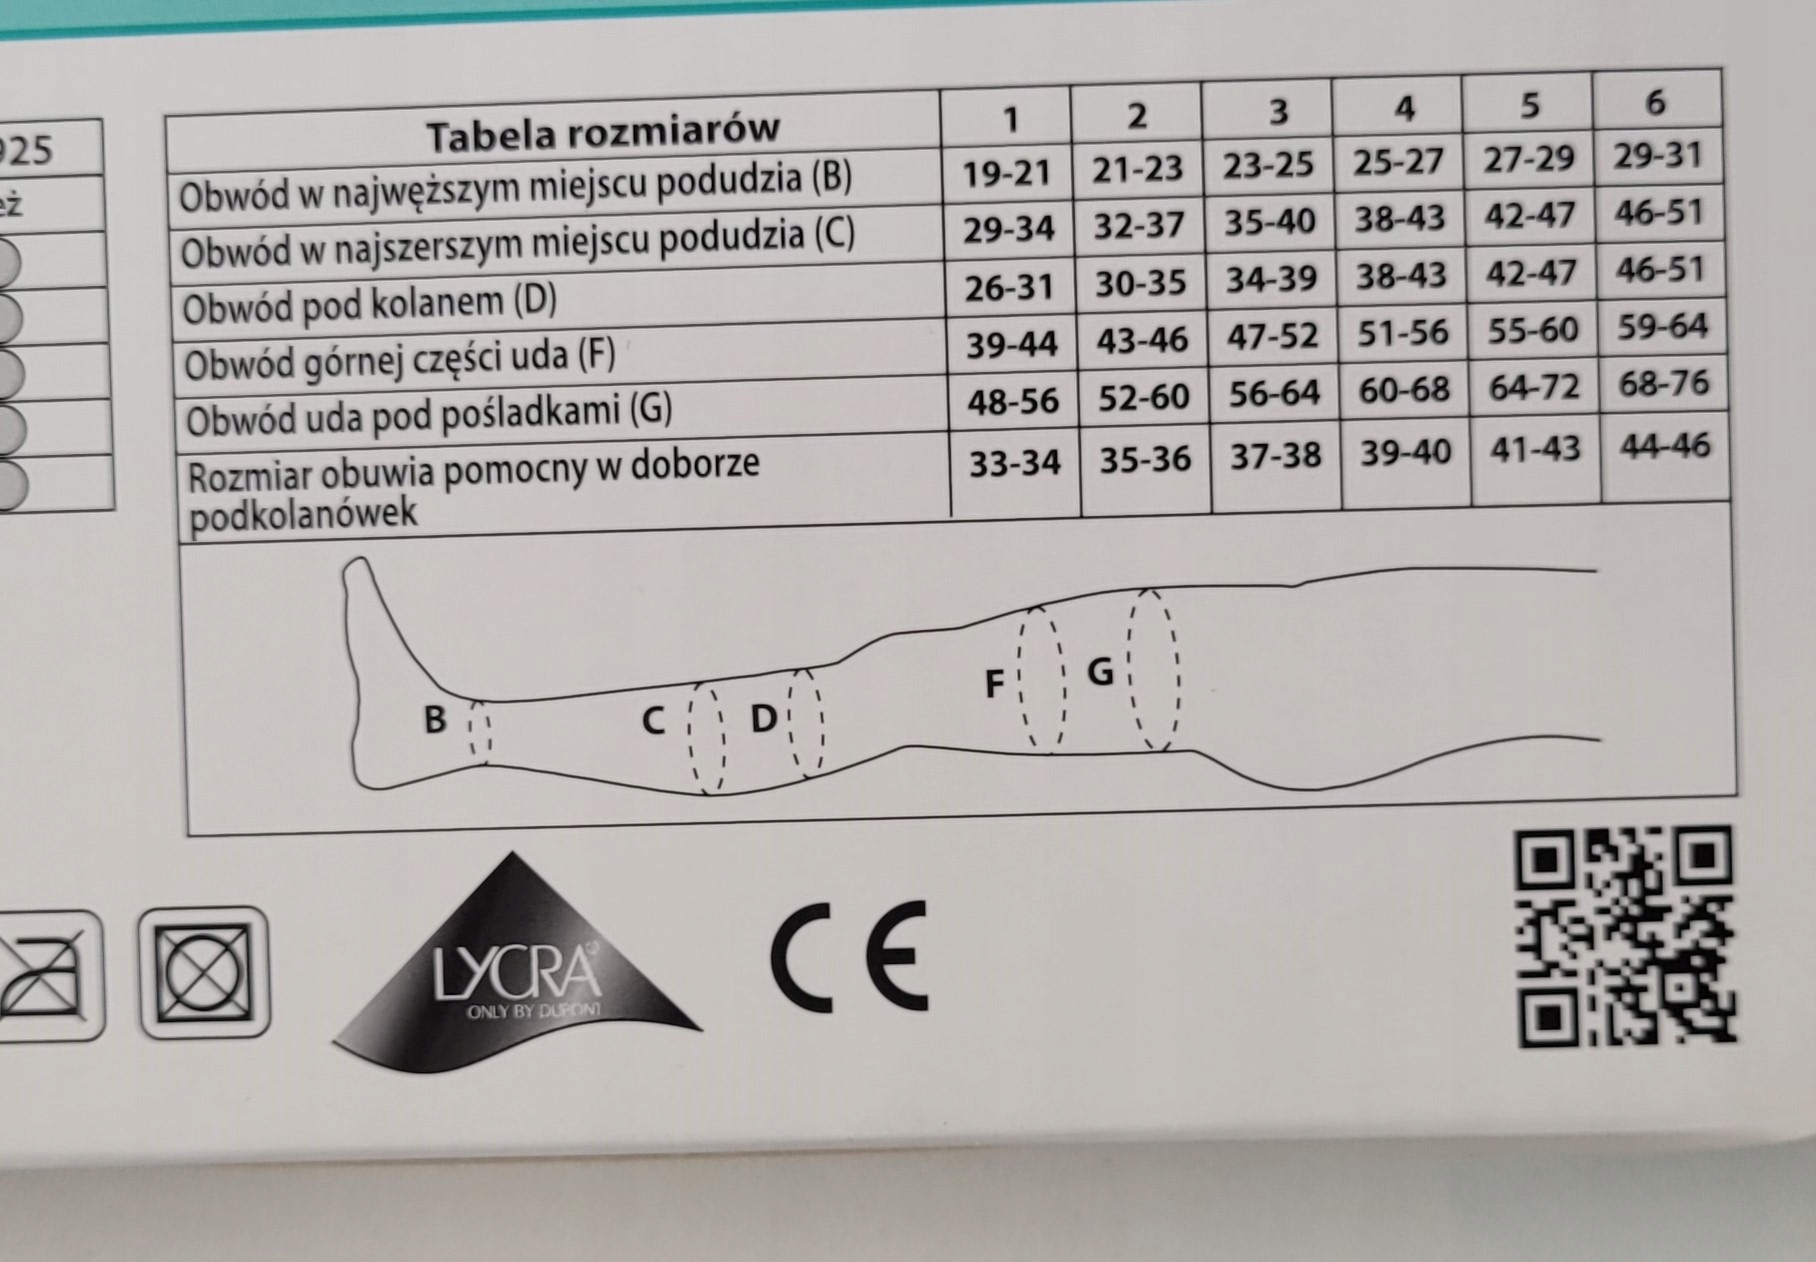 925
eż
Tabela rozmiarów 1 2 3 4 5 6
Obwód w najwęższym miejscu podudzia (B) 19-21 21-23 23-25 25-27 27-29 29-31
Obwód w najszerszym miejscu podudzia (C) 29-34 32-37 35-40 38-43 42-47 46-51
Obwód pod kolanem (D) 26-31 30-35 34-39 38-43 42-47 46-51
Obwód górnej części uda (F) 39-44 43-46 47-52 51-56 55-60 59-64
Obwód uda pod pośladkami (G) 48-56 52-60 56-64 60-68 64-72 68-76
Rozmiar obuwia pomocny w doborze 33-34 35-36 37-38 39-40 41-43 44-46
podkolanówek
B C D F G
LYCRA®
ONLY BY DUPONT
CE